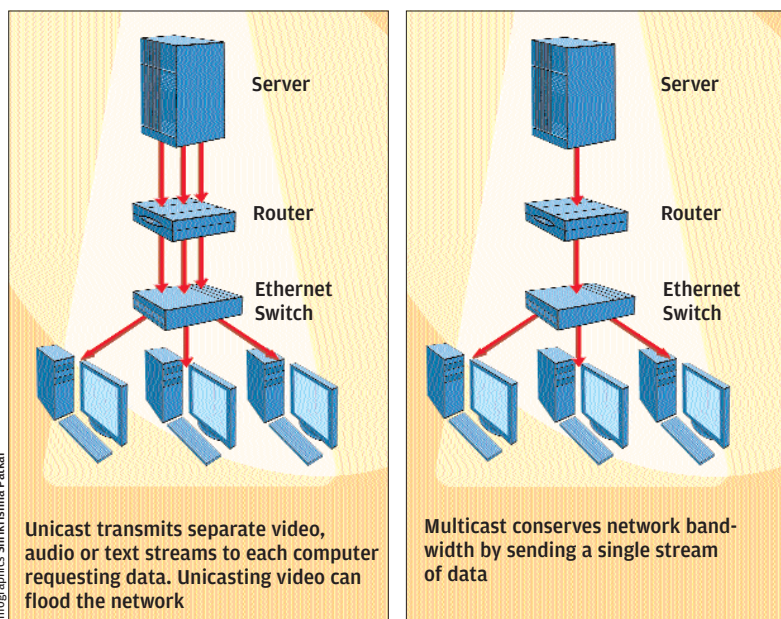 Server
Router
Ethernet
Switch
Unicast transmits separate video,
audio or text streams to each computer
requesting data. Unicasting video can
flood the network
Server
Router
Ethernet
Switch
Multicast conserves network band-
width by sending a single stream
of data